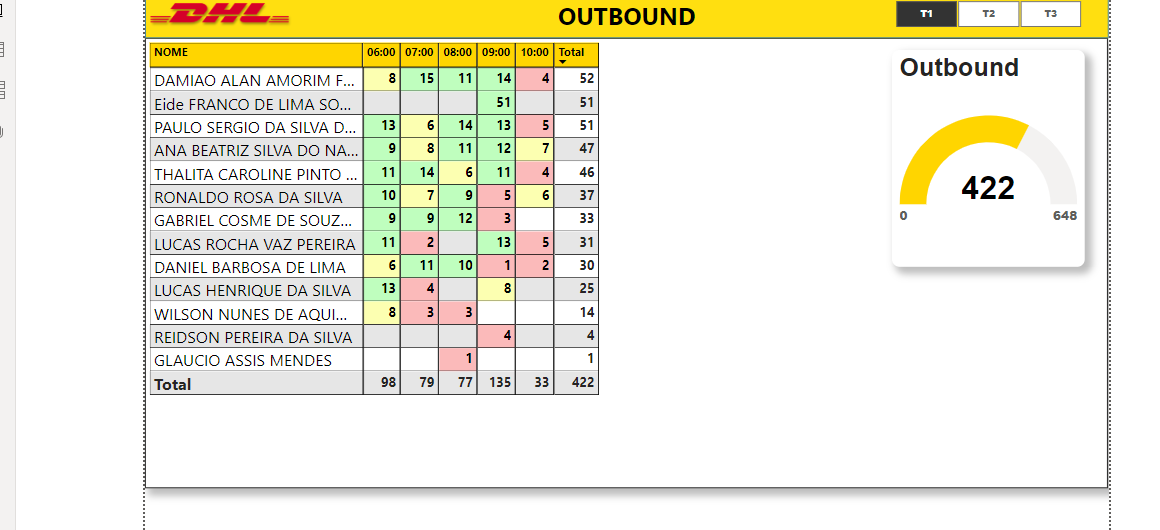 DHL OUTBOUND T1 T2 T3
NOME 06:00 07:00 08:00 09:00 10:00 Total
DAMIAO ALAN AMORIM F... 8 15 11 14 4 52
Eide FRANCO DE LIMA SO... 51 51
PAULO SERGIO DA SILVA D... 13 6 14 13 5 51
ANA BEATRIZ SILVA DO NA... 9 8 11 12 7 47
THALITA CAROLINE PINTO ... 11 14 6 11 4 46
RONALDO ROSA DA SILVA 10 7 9 5 6 37
GABRIEL COSME DE SOUZ... 9 9 12 3 33
LUCAS ROCHA VAZ PEREIRA 11 2 13 5 31
DANIEL BARBOSA DE LIMA 6 11 10 1 2 30
LUCAS HENRIQUE DA SILVA 13 4 8 25
WILSON NUNES DE AQUI... 8 3 3 14
REIDSON PEREIRA DA SILVA 4 4
GLAUCIO ASSIS MENDES 1 1
Total 98 79 77 135 33 422
Outbound
422
0 648